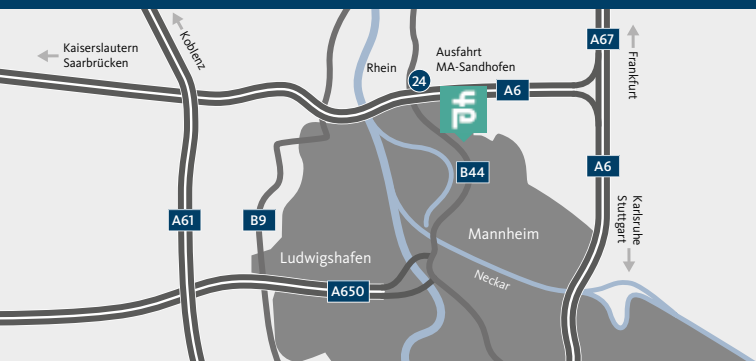 Kaiserslautern
Saarbrücken
Koblenz
Rhein
Ausfahrt
MA-Sandhofen
24
A6
A67
Frankfurt
A6
B44
Karlsruhe
Stuttgart
A61
B9
Mannheim
Ludwigshafen
Neckar
A650